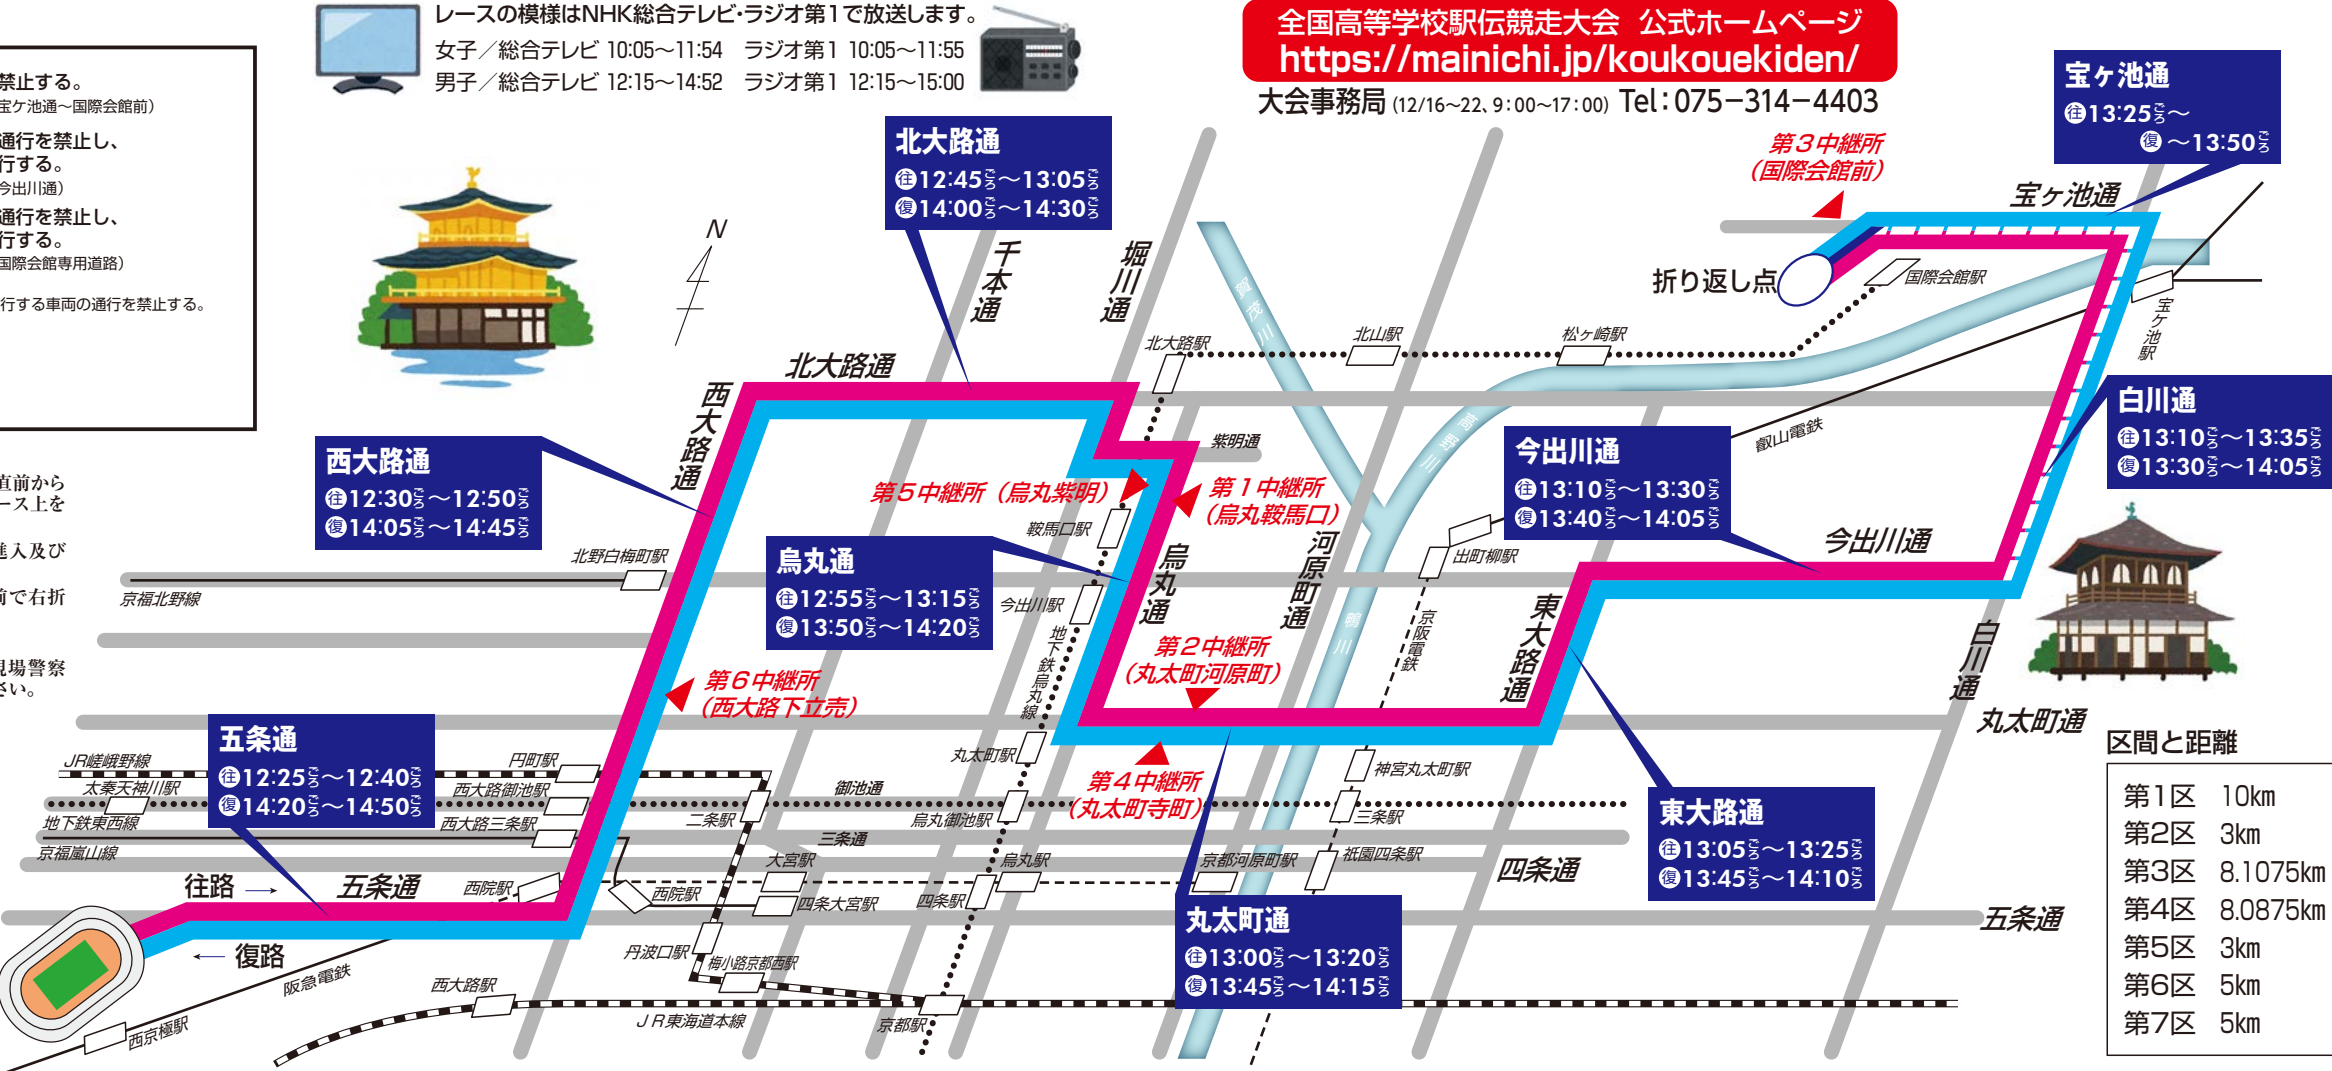 レースの模様はNHK総合テレビ・ラジオ第1で放送します。
女子／総合テレビ 10:05〜11:54 ラジオ第1 10:05〜11:55
男子／総合テレビ 12:15〜14:52 ラジオ第1 12:15〜15:00
全国高等学校駅伝競走大会 公式ホームページ
https://mainichi.jp/koukouekiden/
大会事務局(12/16〜22、9:00〜17:00) Tel:075-314-4403
禁止する。
宝ケ池通〜国際会館前)
通行を禁止し、
行する。
今出川通)
通行を禁止し、
行する。
国際会館専用道路)
行する車両の通行を禁止する。
直前から
ース上を
進入及び
前で右折
現場警察
さい。
N
宝ヶ池通
往13:25ごろ〜
復〜13:50ごろ
北大路通
往12:45ごろ〜13:05ごろ
復14:00ごろ〜14:30ごろ
第3中継所
(国際会館前)
宝ヶ池通
折り返し点
国際会館駅
宝ケ池駅
千本通
堀川通
賀茂川
北大路駅
北山駅
松ヶ崎駅
北大路通
西大路通
高野川
叡山電鉄
白川通
往13:10ごろ〜13:35ごろ
復13:30ごろ〜14:05ごろ
西大路通
往12:30ごろ〜12:50ごろ
復14:05ごろ〜14:45ごろ
紫明通
今出川通
往13:10ごろ〜13:30ごろ
復13:40ごろ〜14:05ごろ
第5中継所(烏丸紫明)
第1中継所
(烏丸鞍馬口)
鞍馬口駅
烏丸通
往12:55ごろ〜13:15ごろ
復13:50ごろ〜14:20ごろ
烏丸通
河原町通
出町柳駅
今出川通
北野白梅町駅
京福北野線
今出川駅
地下鉄烏丸線
鴨川
京阪電鉄
東大路通
白川通
第2中継所
(丸太町河原町)
第6中継所
(西大路下立売)
丸太町通
五条通
往12:25ごろ〜12:40ごろ
復14:20ごろ〜14:50ごろ
JR嵯峨野線
円町駅
丸太町駅
神宮丸太町駅
第4中継所
(丸太町寺町)
太秦天神川駅
西大路御池駅
御池通
地下鉄東西線
西大路三条駅
二条駅
烏丸御池駅
三条駅
三条通
京福嵐山線
大宮駅
烏丸駅
京都河原町駅
祇園四条駅
四条通
東大路通
往13:05ごろ〜13:25ごろ
復13:45ごろ〜14:10ごろ
往路 →
五条通
西院駅
西院駅
四条大宮駅
四条駅
丸太町通
往13:00ごろ〜13:20ごろ
復13:45ごろ〜14:15ごろ
五条通
← 復路
丹波口駅
梅小路京都西駅
阪急電鉄
西大路駅
西京極駅
JR東海道本線
京都駅
区間と距離
第1区 10km
第2区 3km
第3区 8.1075km
第4区 8.0875km
第5区 3km
第6区 5km
第7区 5km